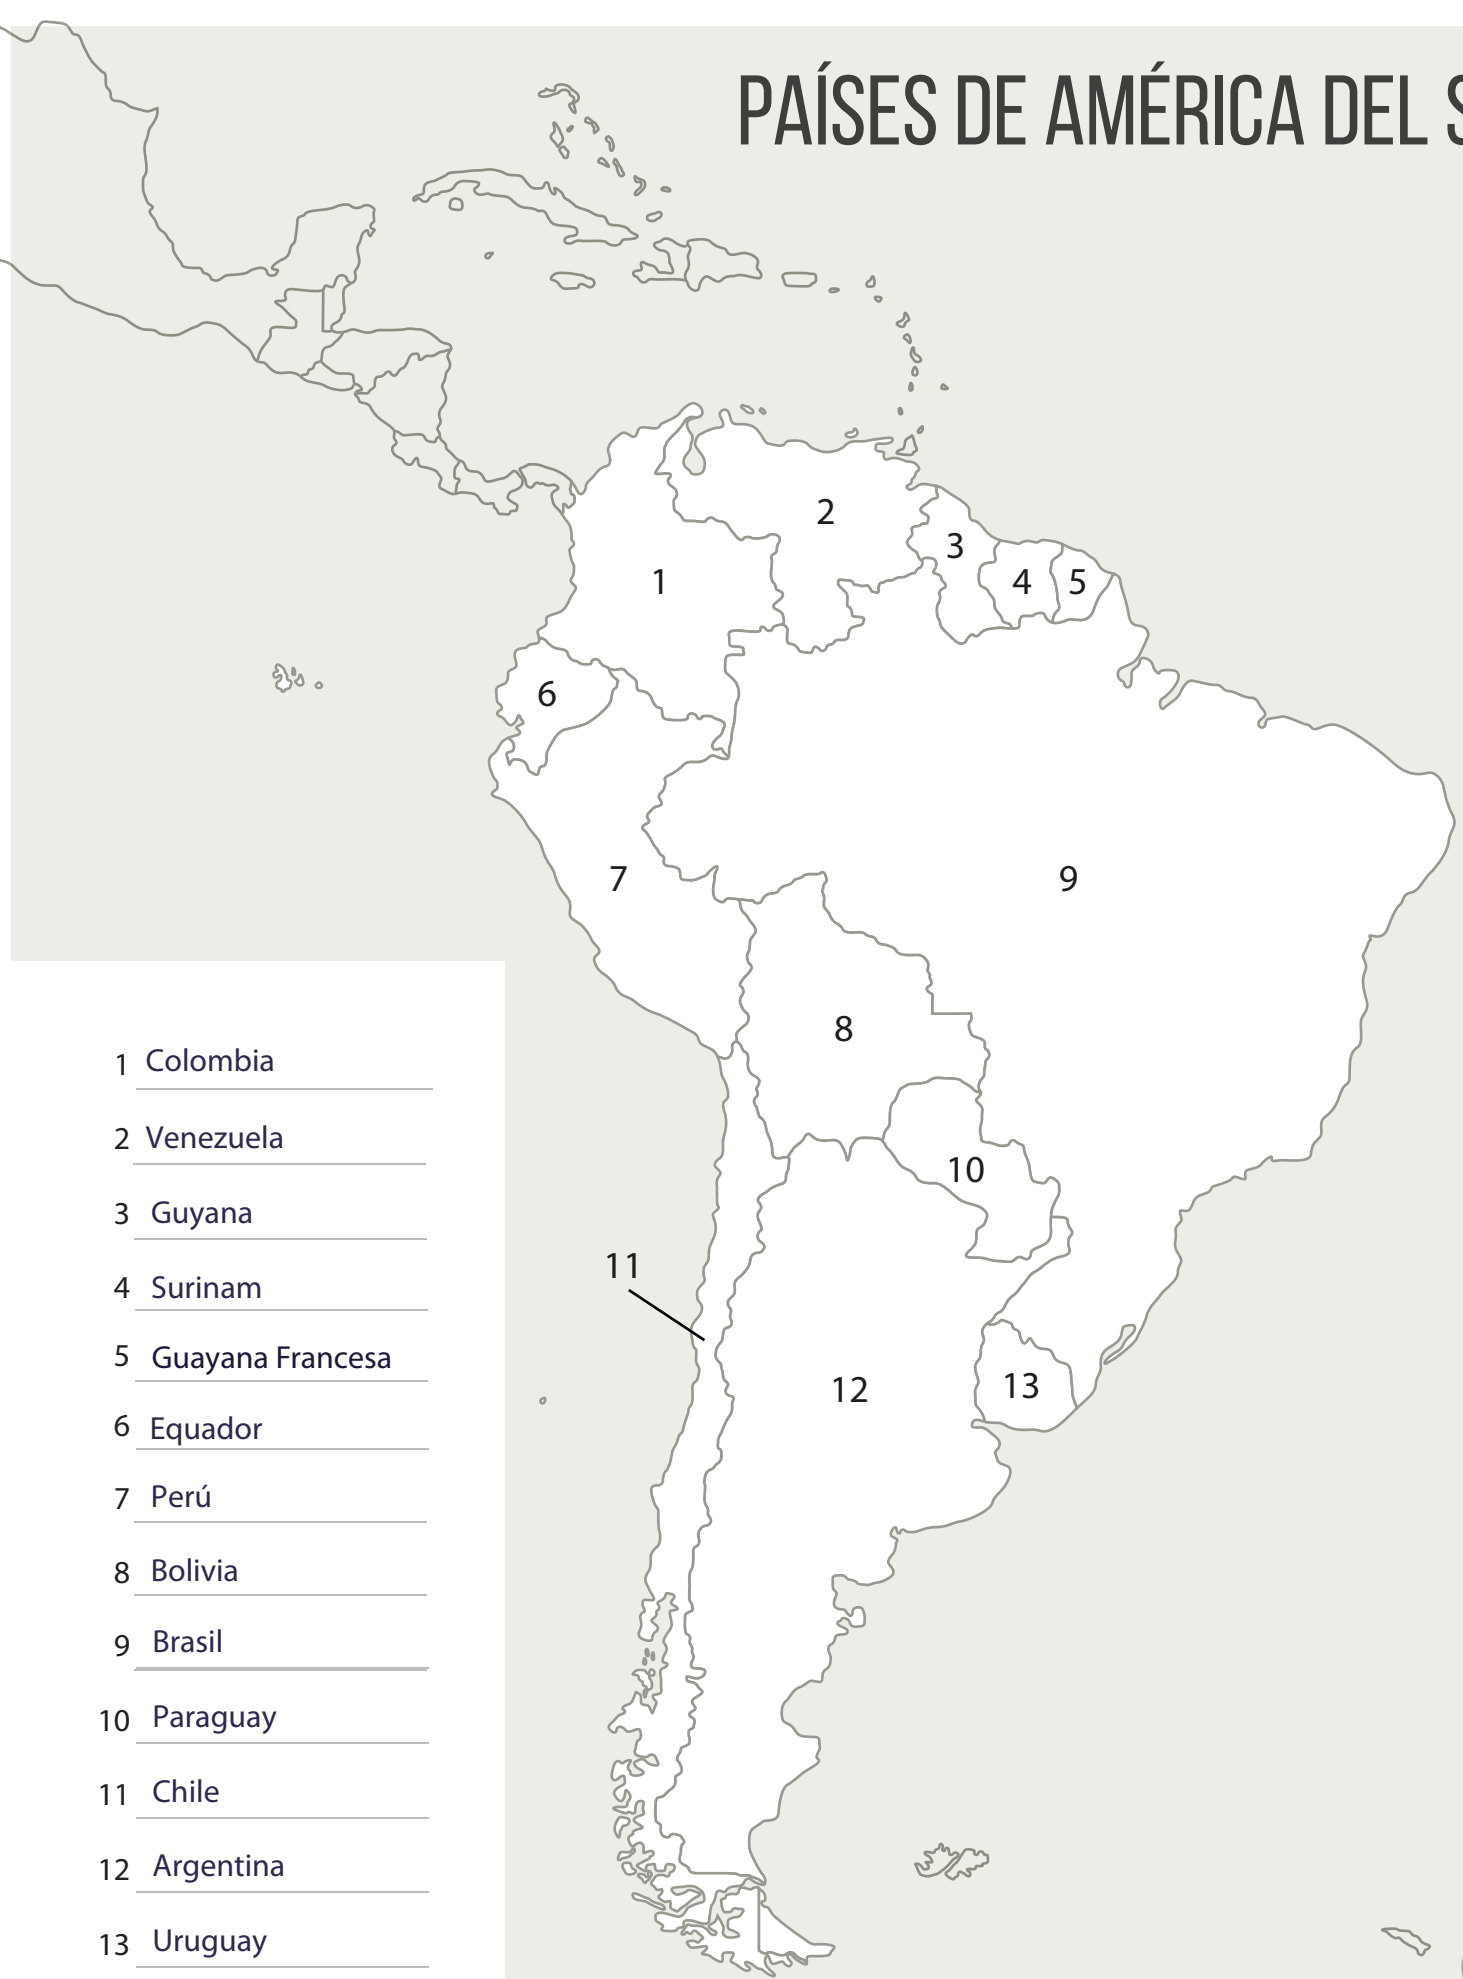 PAÍSES DE AMÉRICA DEL S
2
3
1
4
5
6
7
9
8
10
11
12
13
1 Colombia
2 Venezuela
3 Guyana
4 Surinam
5 Guayana Francesa
6 Equador
7 Perú
8 Bolivia
9 Brasil
10 Paraguay
11 Chile
12 Argentina
13 Uruguay